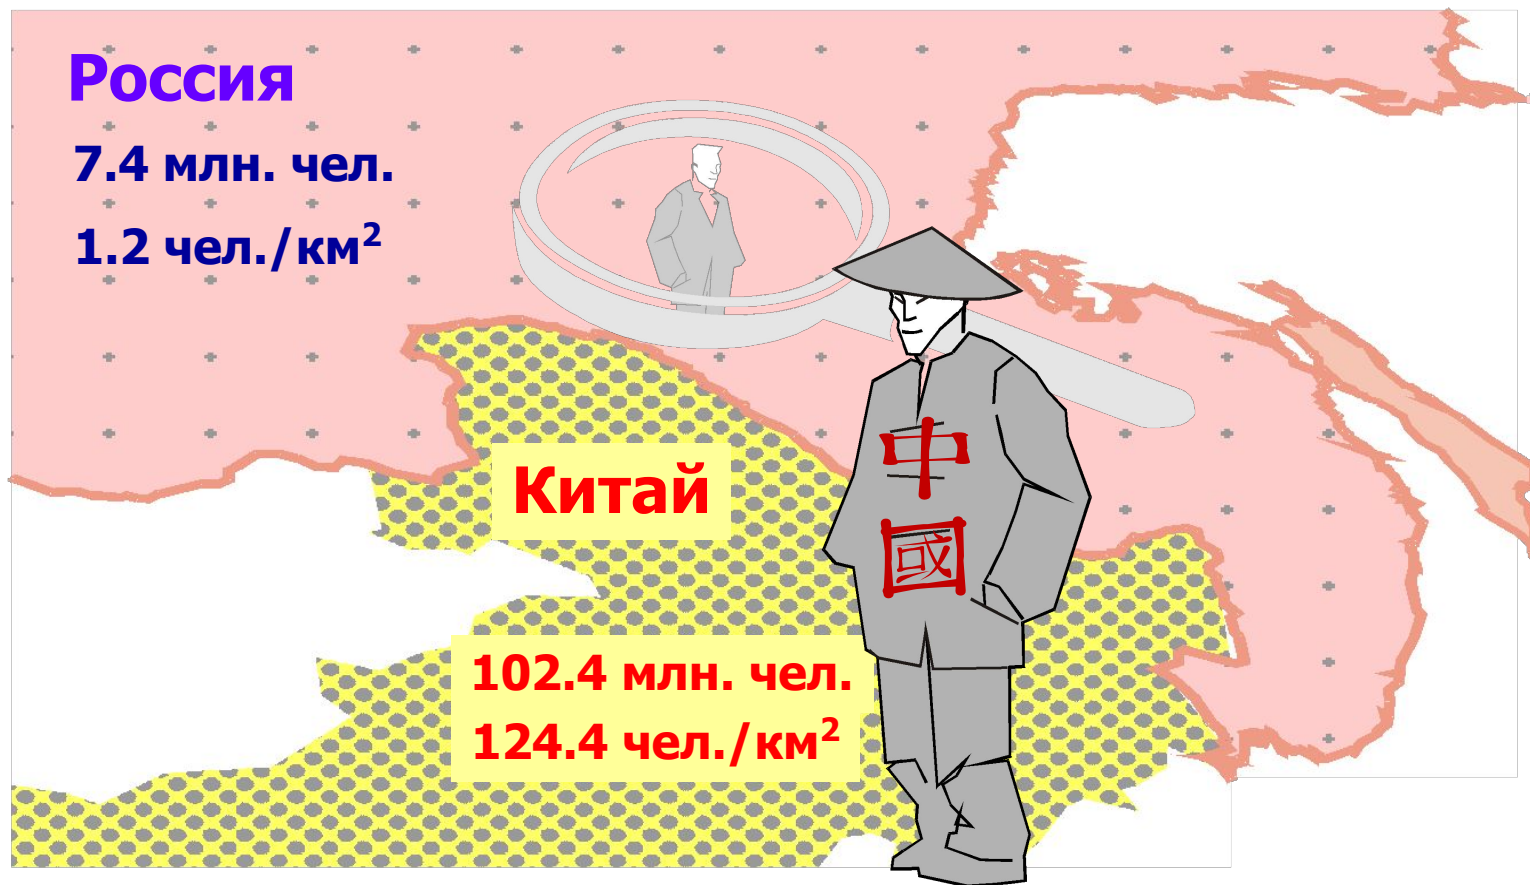 Россия
7.4 млн. чел.
1.2 чел./км²
Китай
中
國
102.4 млн. чел.
124.4 чел./км²